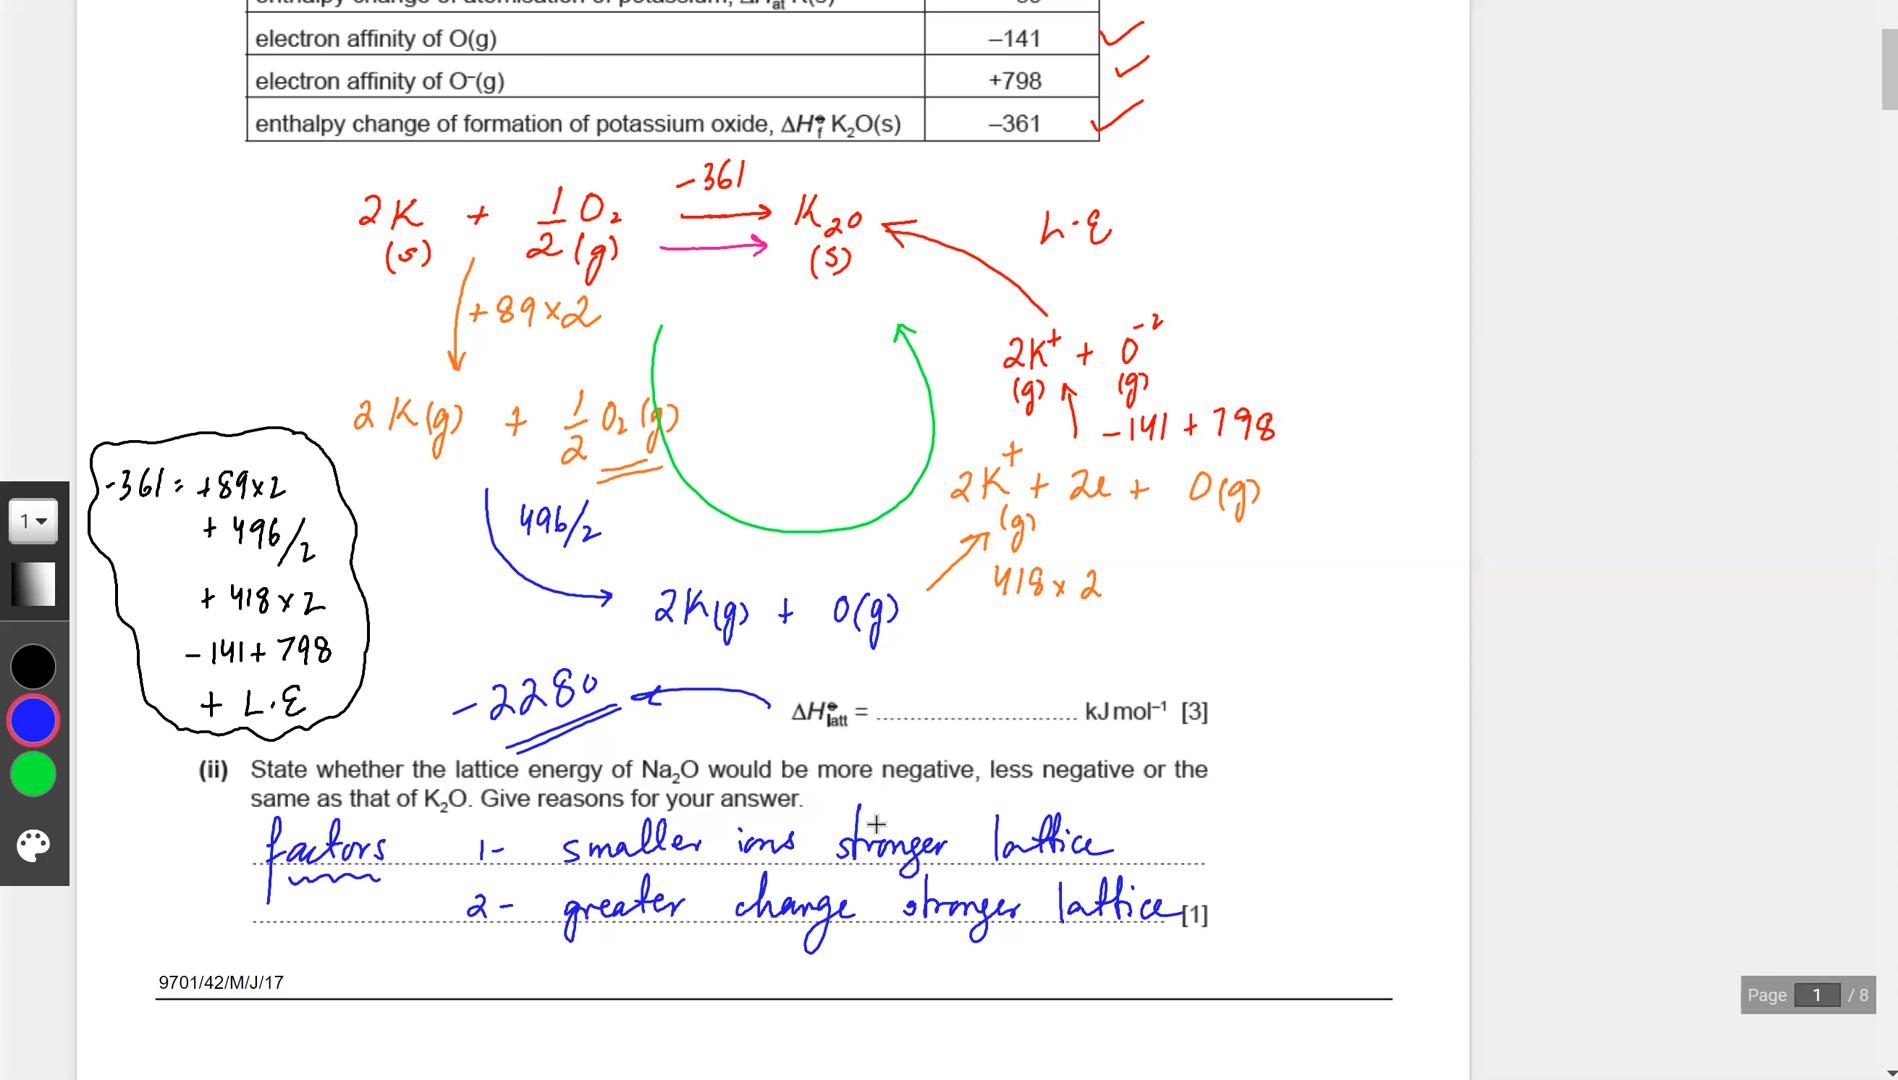 electron affinity of O(g) –141
electron affinity of O⁻(g) +798
enthalpy change of formation of potassium oxide, ΔH⦵f K₂O(s) –361
-361
2K + 1/2 O₂ → K₂O L.E
(s) (g) (s)
+89×2
2K⁺ + O⁻²
(g) (g)
2K(g) + 1/2 O₂(g)
-141 + 798
-361 = +89×2
+ 496/2
+ 418×2
- 141 + 798
+ L.E
496/2
2K⁺ + 2e + O(g)
(g)
418×2
2K(g) + O(g)
-2280
ΔH⦵latt = .............................. kJ mol⁻¹ [3]
(ii) State whether the lattice energy of Na₂O would be more negative, less negative or the
same as that of K₂O. Give reasons for your answer.
factors 1- smaller ions stronger lattice
2- greater change stronger lattice [1]
9701/42/M/J/17
1
Page 1 / 8